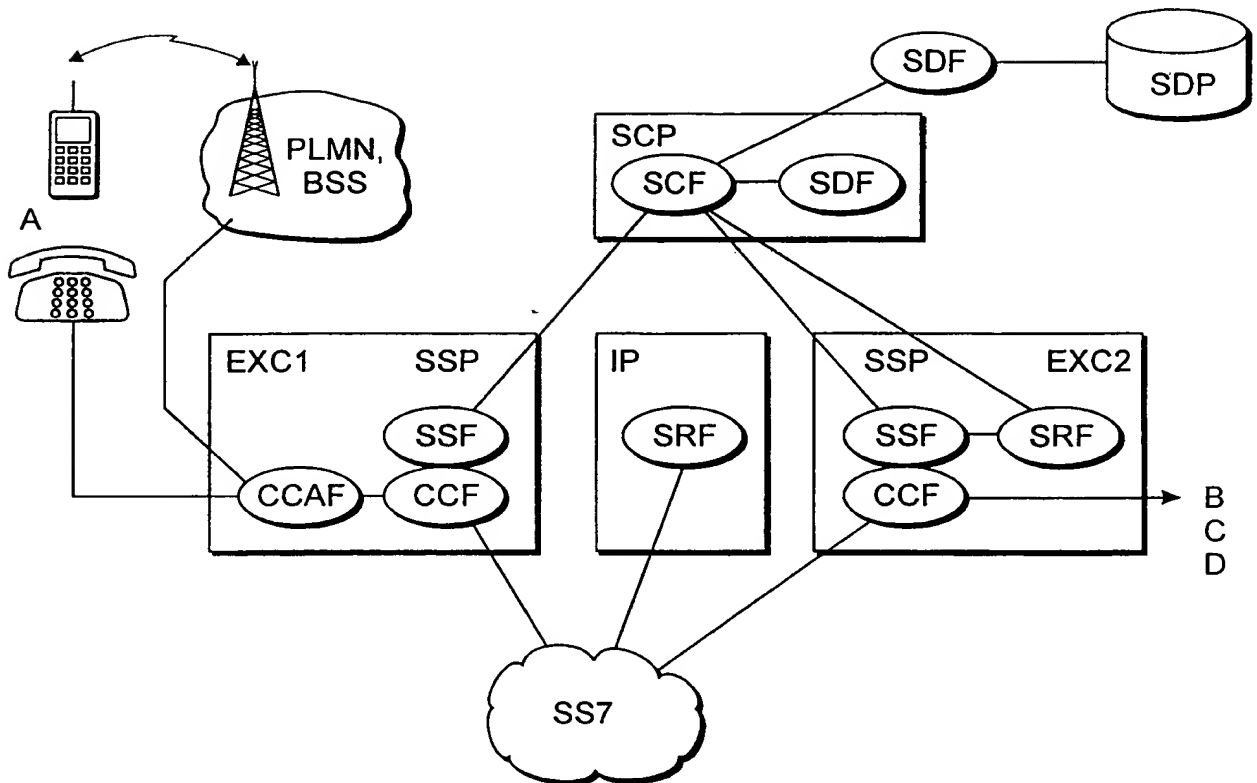 SDF
SDP
SCP
SCF
SDF
PLMN,
BSS
A
EXC1
SSP
SSF
CCAF
CCF
IP
SRF
SSP
EXC2
SSF
SRF
CCF
B
C
D
SS7